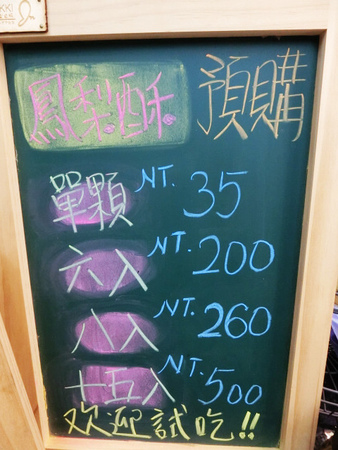 鳳梨酥 預購
單顆 NT. 35
六入 NT. 200
八入 NT. 260
十五入 NT. 500
欢迎試吃!!